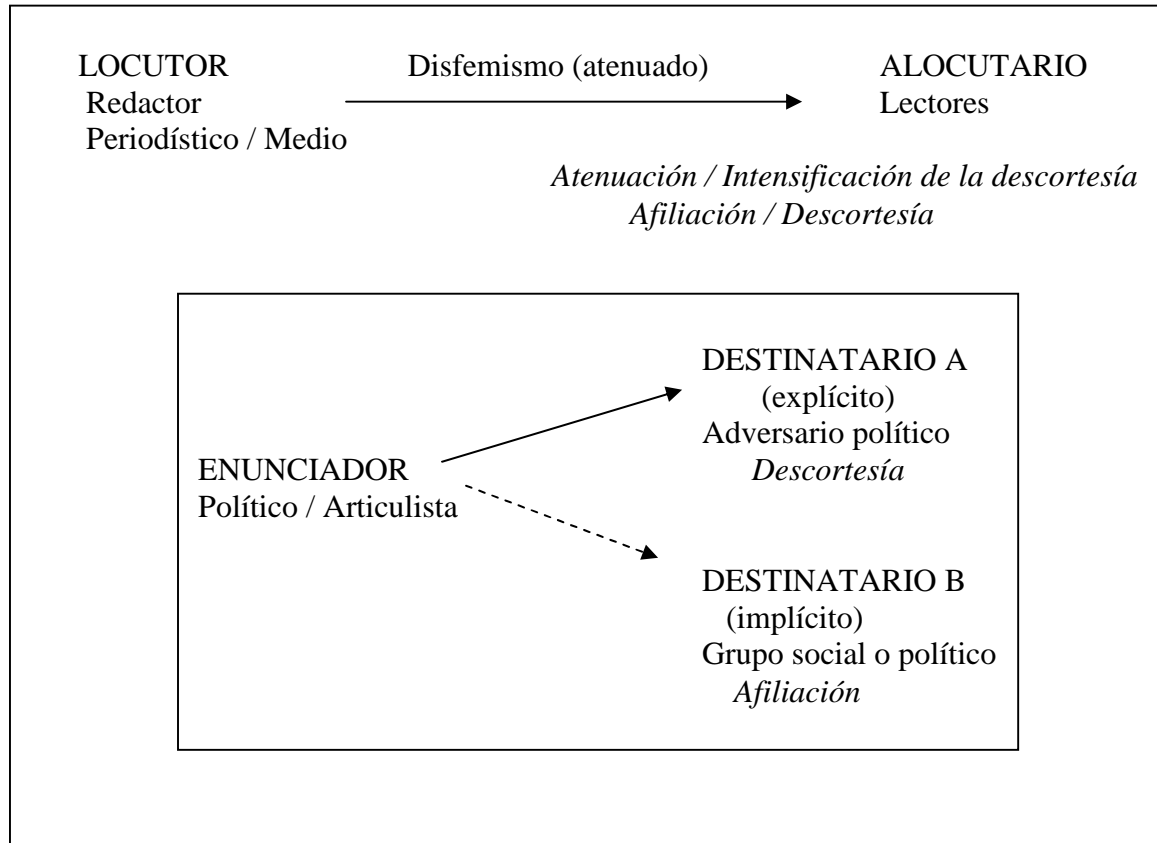 LOCUTOR Disfemismo (atenuado) ALOCUTARIO
Redactor Lectores
Periodístico / Medio
Atenuación / Intensificación de la descortesía
Afiliación / Descortesía
DESTINATARIO A
(explícito)
Adversario político
Descortesía
ENUNCIADOR
Político / Articulista
DESTINATARIO B
(implícito)
Grupo social o político
Afiliación